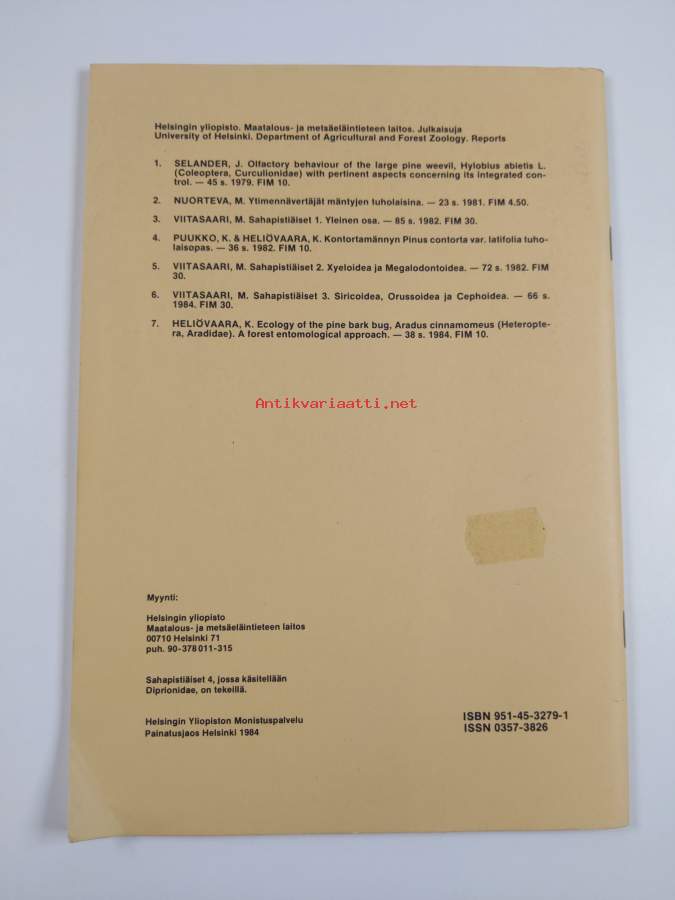 Helsingin yliopisto. Maatalous- ja metsäeläintieteen laitos. Julkaisuja
University of Helsinki. Department of Agricultural and Forest Zoology. Reports
1. SELANDER, J. Olfactory behaviour of the large pine weevil, Hylobius abietis L.
(Coleoptera, Curculionidae) with pertinent aspects concerning its integrated con-
trol. — 45 s. 1979. FIM 10.
2. NUORTEVA, M. Ytimennävertäjät mäntyjen tuholaisina. — 23 s. 1981. FIM 4.50.
3. VIITASAARI, M. Sahapistiäiset 1. Yleinen osa. — 85 s. 1982. FIM 30.
4. PUUKKO, K. & HELIÖVAARA, K. Kontortamännyn Pinus contorta var. latifolia tuho-
laisopas. — 36 s. 1982. FIM 10.
5. VIITASAARI, M. Sahapistiäiset 2. Xyeloidea ja Megalodontoidea. — 72 s. 1982. FIM
30.
6. VIITASAARI, M. Sahapistiäiset 3. Siricoidea, Orussoidea ja Cephoidea. — 66 s.
1984. FIM 30.
7. HELIÖVAARA, K. Ecology of the pine bark bug, Aradus cinnamomeus (Heteropte-
ra, Aradidae). A forest entomological approach. — 38 s. 1984. FIM 10.
Antikvariaatti.net
Myynti:
Helsingin yliopisto
Maatalous- ja metsäeläintieteen laitos
00710 Helsinki 71
puh. 90-378 011-315
Sahapistiäiset 4, jossa käsitellään
Diprionidae, on tekeillä.
Helsingin Yliopiston Monistuspalvelu
Painatusjaos Helsinki 1984
ISBN 951-45-3279-1
ISSN 0357-3826